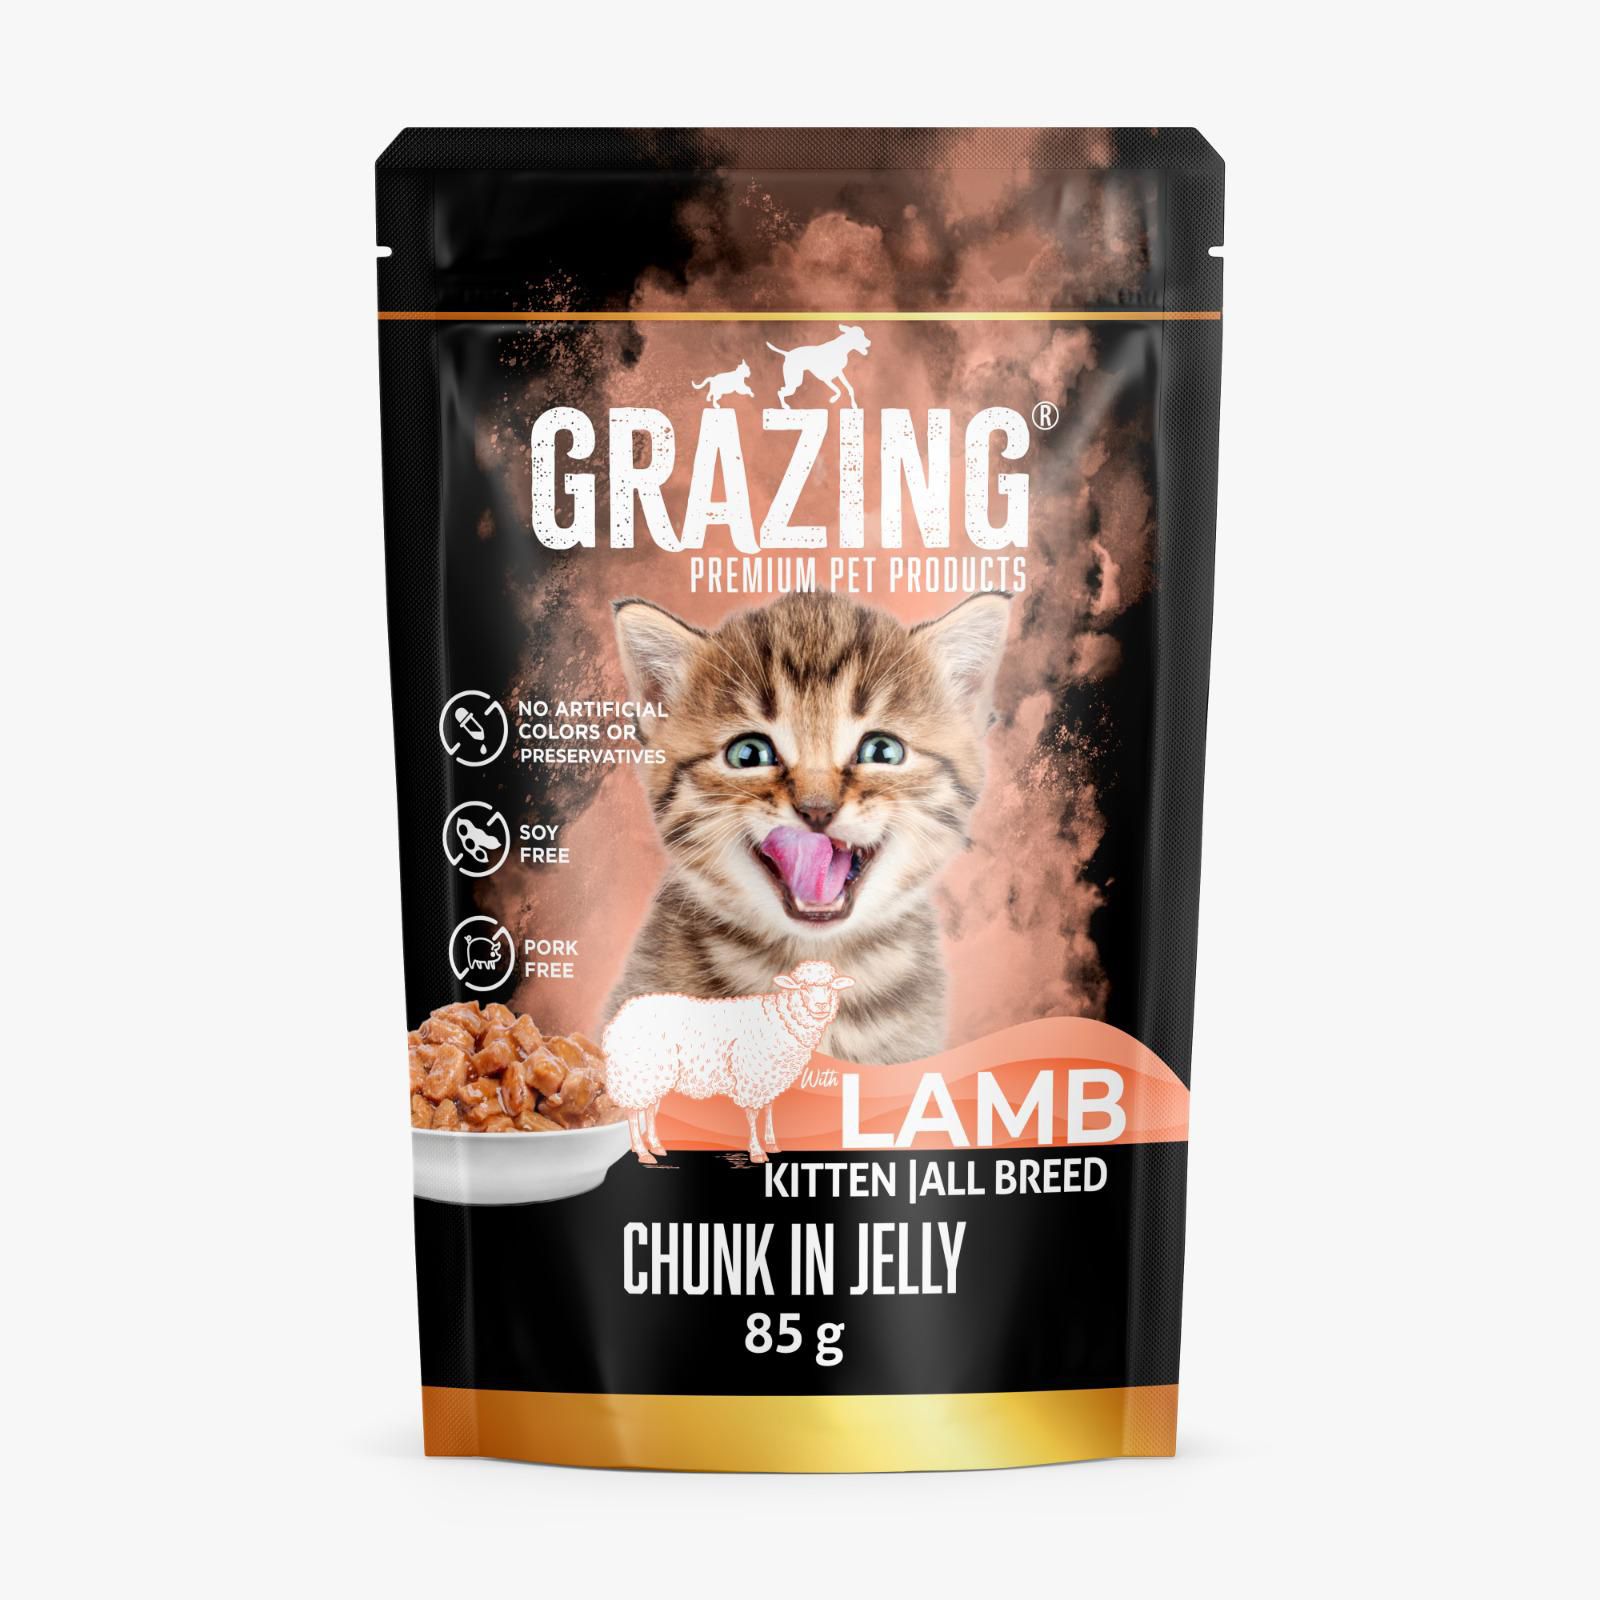 GRAZING®
PREMIUM PET PRODUCTS
NO ARTIFICIAL
COLORS OR
PRESERVATIVES
SOY
FREE
PORK
FREE
With LAMB
KITTEN |ALL BREED
CHUNK IN JELLY
85 g